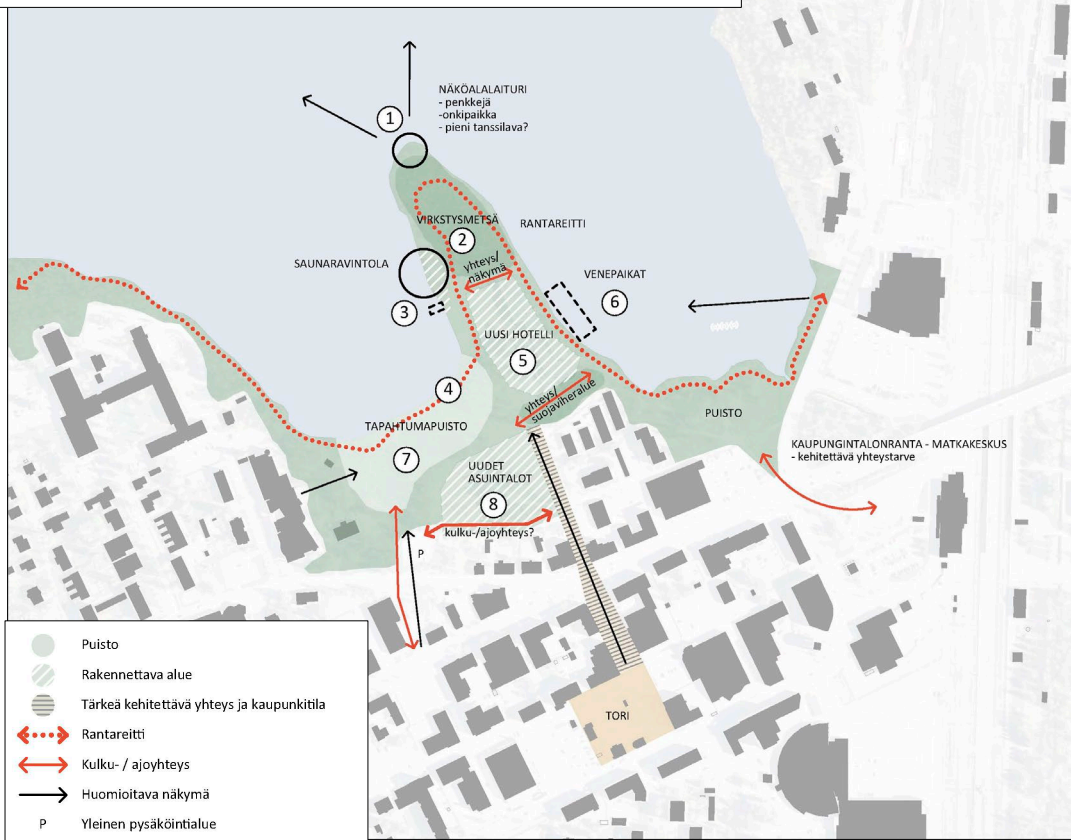 1
NÄKÖALALAITURI
- penkkejä
-onkipaikka
- pieni tanssilava?
VIRKSTYSMETSÄ
2
RANTAREITTI
SAUNARAVINTOLA
yhteys/
näkymä
3
VENEPAIKAT
6
UUSI HOTELLI
5
4
yhteys/
suojaviheralue
TAPAHTUMAPUISTO
7
PUISTO
KAUPUNGINTALONRANTA - MATKAKESKUS
- kehitettävä yhteystarve
UUDET
ASUINTALOT
8
kulku-/ajoyhteys?
P
TORI
Puisto
Rakennettava alue
Tärkeä kehitettävä yhteys ja kaupunkitila
Rantareitti
Kulku- / ajoyhteys
Huomioitava näkymä
P Yleinen pysäköintialue